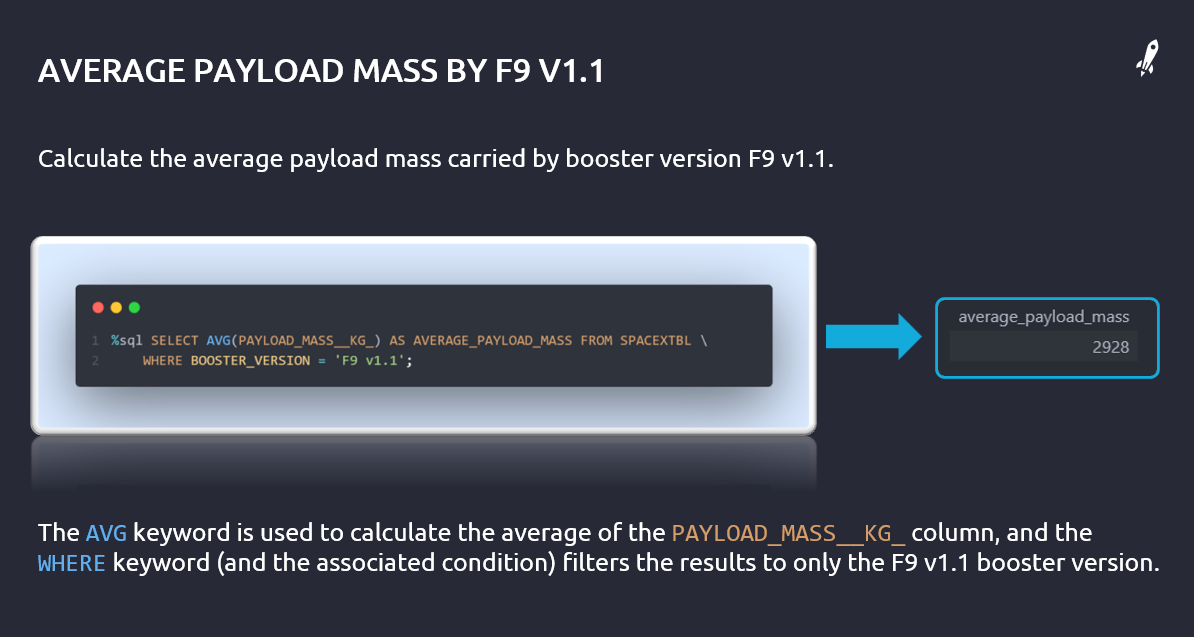 AVERAGE PAYLOAD MASS BY F9 V1.1
Calculate the average payload mass carried by booster version F9 v1.1.
1 %sql SELECT AVG(PAYLOAD_MASS__KG_) AS AVERAGE_PAYLOAD_MASS FROM SPACEXTBL \
2 WHERE BOOSTER_VERSION = 'F9 v1.1';
average_payload_mass
2928
The AVG keyword is used to calculate the average of the PAYLOAD_MASS__KG_ column, and the
WHERE keyword (and the associated condition) filters the results to only the F9 v1.1 booster version.